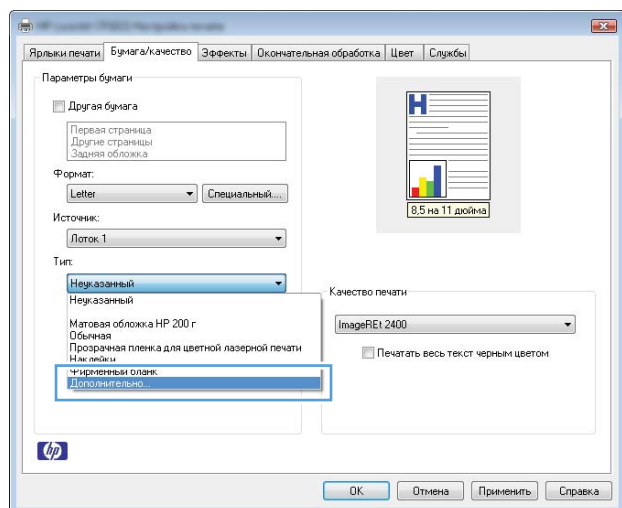 Ярлыки печати Бумага/качество Эффекты Окончательная обработка Цвет Службы
Параметры бумаги
Другая бумага
Первая страница
Другие страницы
Задняя обложка
Формат:
Letter
Специальный....
8,5 на 11 дюйма
Источник:
Лоток 1
Тип:
Неуказанный
Неуказанный
Матовая обложка HP 200 г
Обычная
Прозрачная пленка для цветной лазерной печати
Наклейки
Фирменный бланк
Дополнительно...
Качество печати
ImageREt 2400
Печатать весь текст черным цветом
hp
OK Отмена Применить Справка